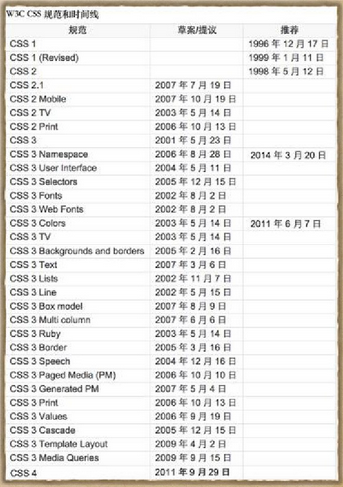 W3C CSS 规范和时间线
规范 草案/提议 推荐
CSS 1 1996 年 12 月 17 日
CSS 1 (Revised) 1999 年 1 月 11 日
CSS 2 1998 年 5 月 12 日
CSS 2.1 2007 年 7 月 19 日
CSS 2 Mobile 2007 年 10 月 19 日
CSS 2 TV 2003 年 5 月 14 日
CSS 2 Print 2006 年 10 月 13 日
CSS 3 2001 年 5 月 23 日
CSS 3 Namespace 2006 年 8 月 28 日 2014 年 3 月 20 日
CSS 3 User Interface 2004 年 5 月 11 日
CSS 3 Selectors 2005 年 12 月 15 日
CSS 3 Fonts 2002 年 8 月 2 日
CSS 3 Web Fonts 2002 年 8 月 2 日
CSS 3 Colors 2003 年 5 月 14 日 2011 年 6 月 7 日
CSS 3 TV 2003 年 5 月 14 日
CSS 3 Backgrounds and borders 2005 年 2 月 16 日
CSS 3 Text 2007 年 3 月 6 日
CSS 3 Lists 2002 年 11 月 7 日
CSS 3 Line 2002 年 5 月 15 日
CSS 3 Box model 2007 年 8 月 9 日
CSS 3 Multi column 2007 年 6 月 6 日
CSS 3 Ruby 2003 年 5 月 14 日
CSS 3 Border 2005 年 3 月 16 日
CSS 3 Speech 2004 年 12 月 16 日
CSS 3 Paged Media (PM) 2006 年 10 月 10 日
CSS 3 Generated PM 2007 年 5 月 4 日
CSS 3 Print 2006 年 10 月 13 日
CSS 3 Values 2006 年 9 月 19 日
CSS 3 Cascade 2005 年 12 月 15 日
CSS 3 Template Layout 2009 年 4 月 2 日
CSS 3 Media Queries 2009 年 9 月 15 日
CSS 4 2011 年 9 月 29 日